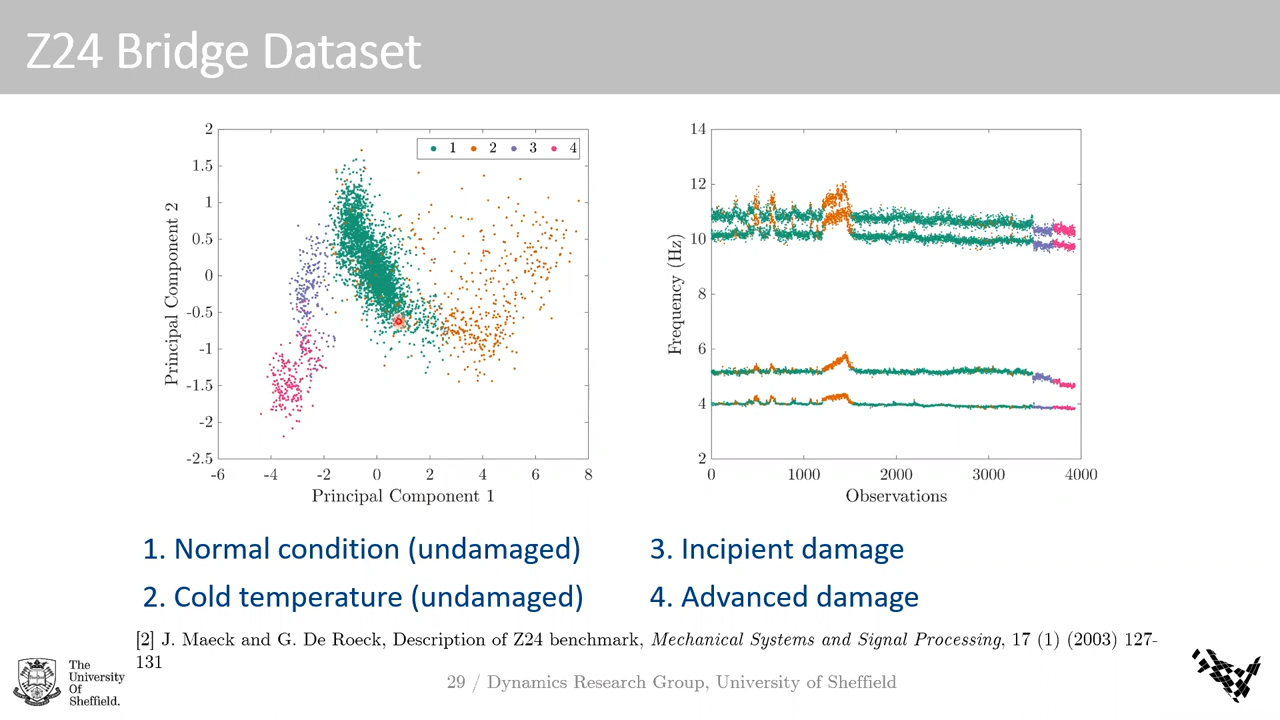 Z24 Bridge Dataset
2
1.5
1
0.5
0
-0.5
-1
-1.5
-2
-2.5
-6 -4 -2 0 2 4 6 8
Principal Component 2
Principal Component 1
1 2 3 4
14
12
10
8
6
4
2
0 1000 2000 3000 4000
Frequency (Hz)
Observations
1. Normal condition (undamaged)
2. Cold temperature (undamaged)
3. Incipient damage
4. Advanced damage
[2] J. Maeck and G. De Roeck, Description of Z24 benchmark, Mechanical Systems and Signal Processing, 17 (1) (2003) 127-
131
The
University
Of
Sheffield.
29 / Dynamics Research Group, University of Sheffield